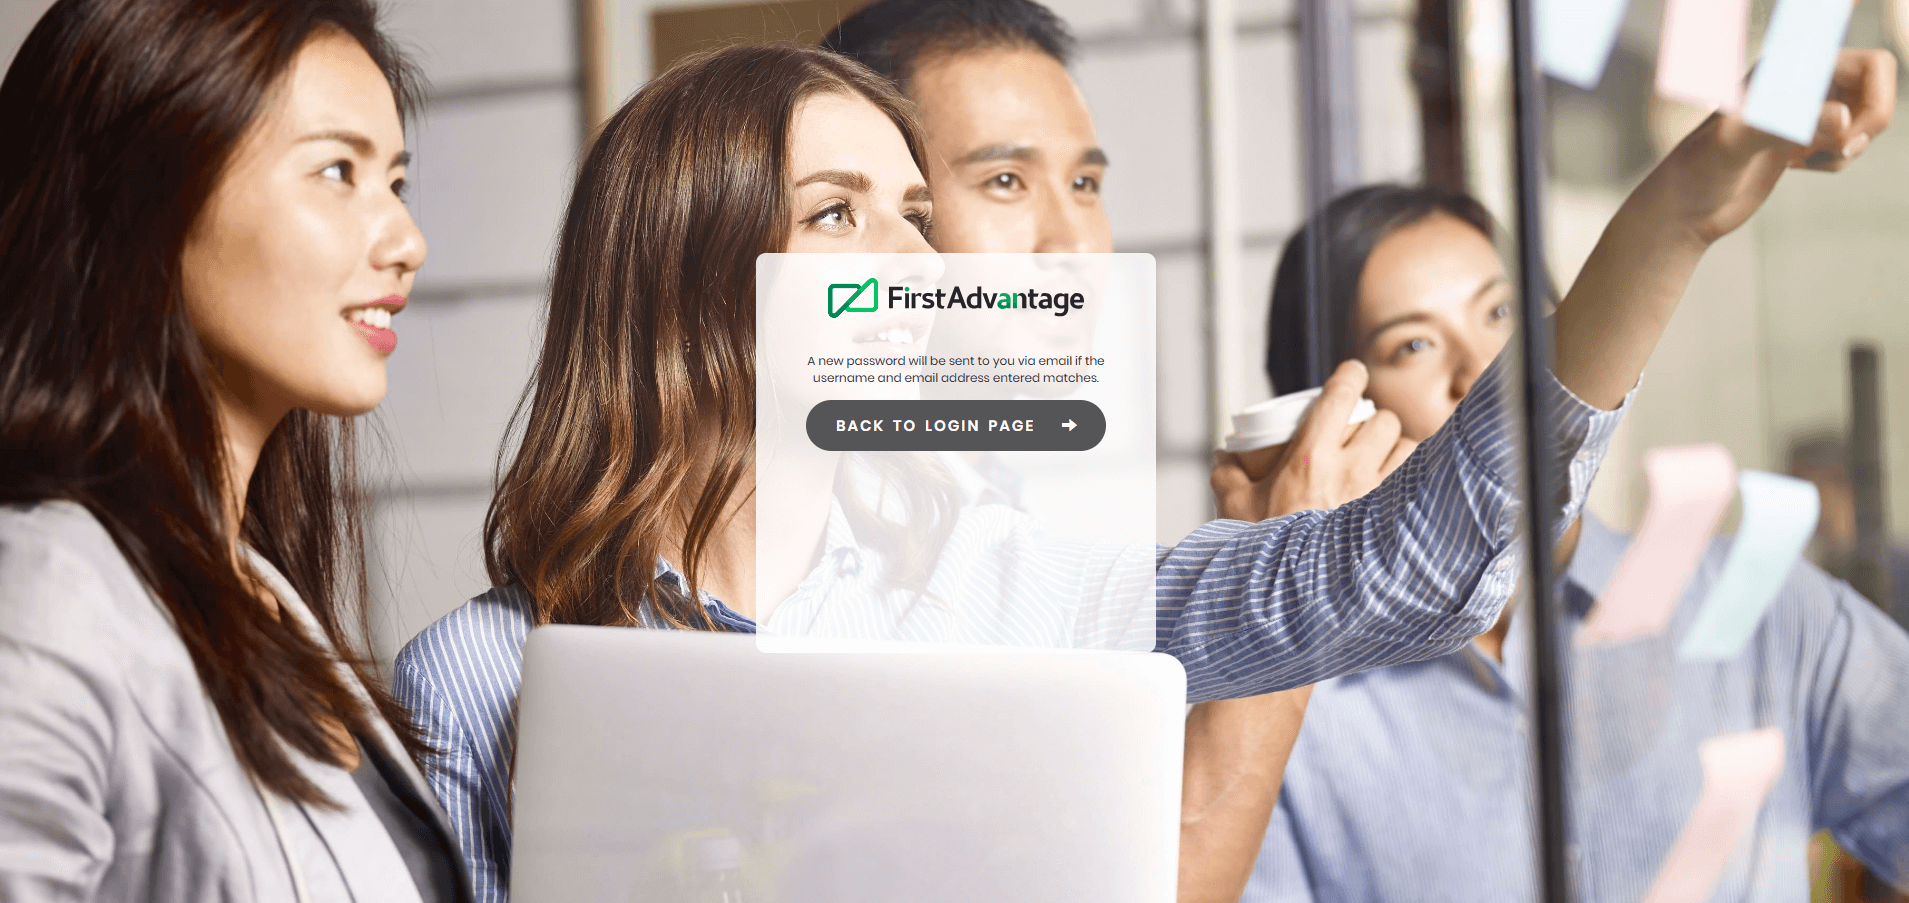 FirstAdvantage
A new password will be sent to you via email if the
username and email address entered matches.
BACK TO LOGIN PAGE